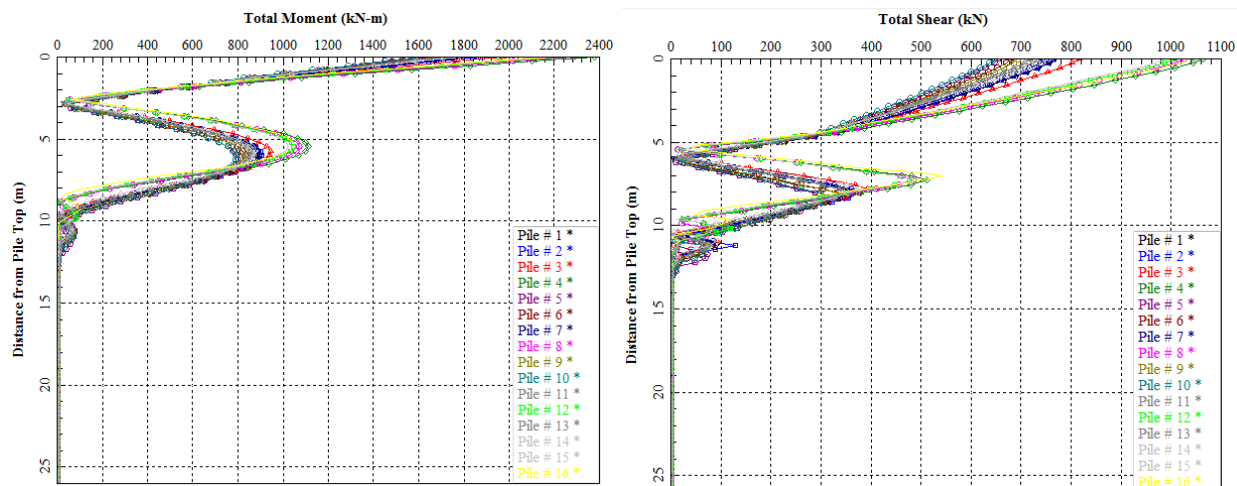 Total Moment (kN-m)
0 200 400 600 800 1000 1200 1400 1600 1800 2000 2200 2400
Distance from Pile Top (m)
0
5
10
15
20
25
Pile # 1 *
Pile # 2 *
Pile # 3 *
Pile # 4 *
Pile # 5 *
Pile # 6 *
Pile # 7 *
Pile # 8 *
Pile # 9 *
Pile # 10 *
Pile # 11 *
Pile # 12 *
Pile # 13 *
Pile # 14 *
Pile # 15 *
Pile # 16 *
Total Shear (kN)
0 100 200 300 400 500 600 700 800 900 1000 1100
Distance from Pile Top (m)
0
5
10
15
20
25
Pile # 1 *
Pile # 2 *
Pile # 3 *
Pile # 4 *
Pile # 5 *
Pile # 6 *
Pile # 7 *
Pile # 8 *
Pile # 9 *
Pile # 10 *
Pile # 11 *
Pile # 12 *
Pile # 13 *
Pile # 14 *
Pile # 15 *
Pile # 16 *